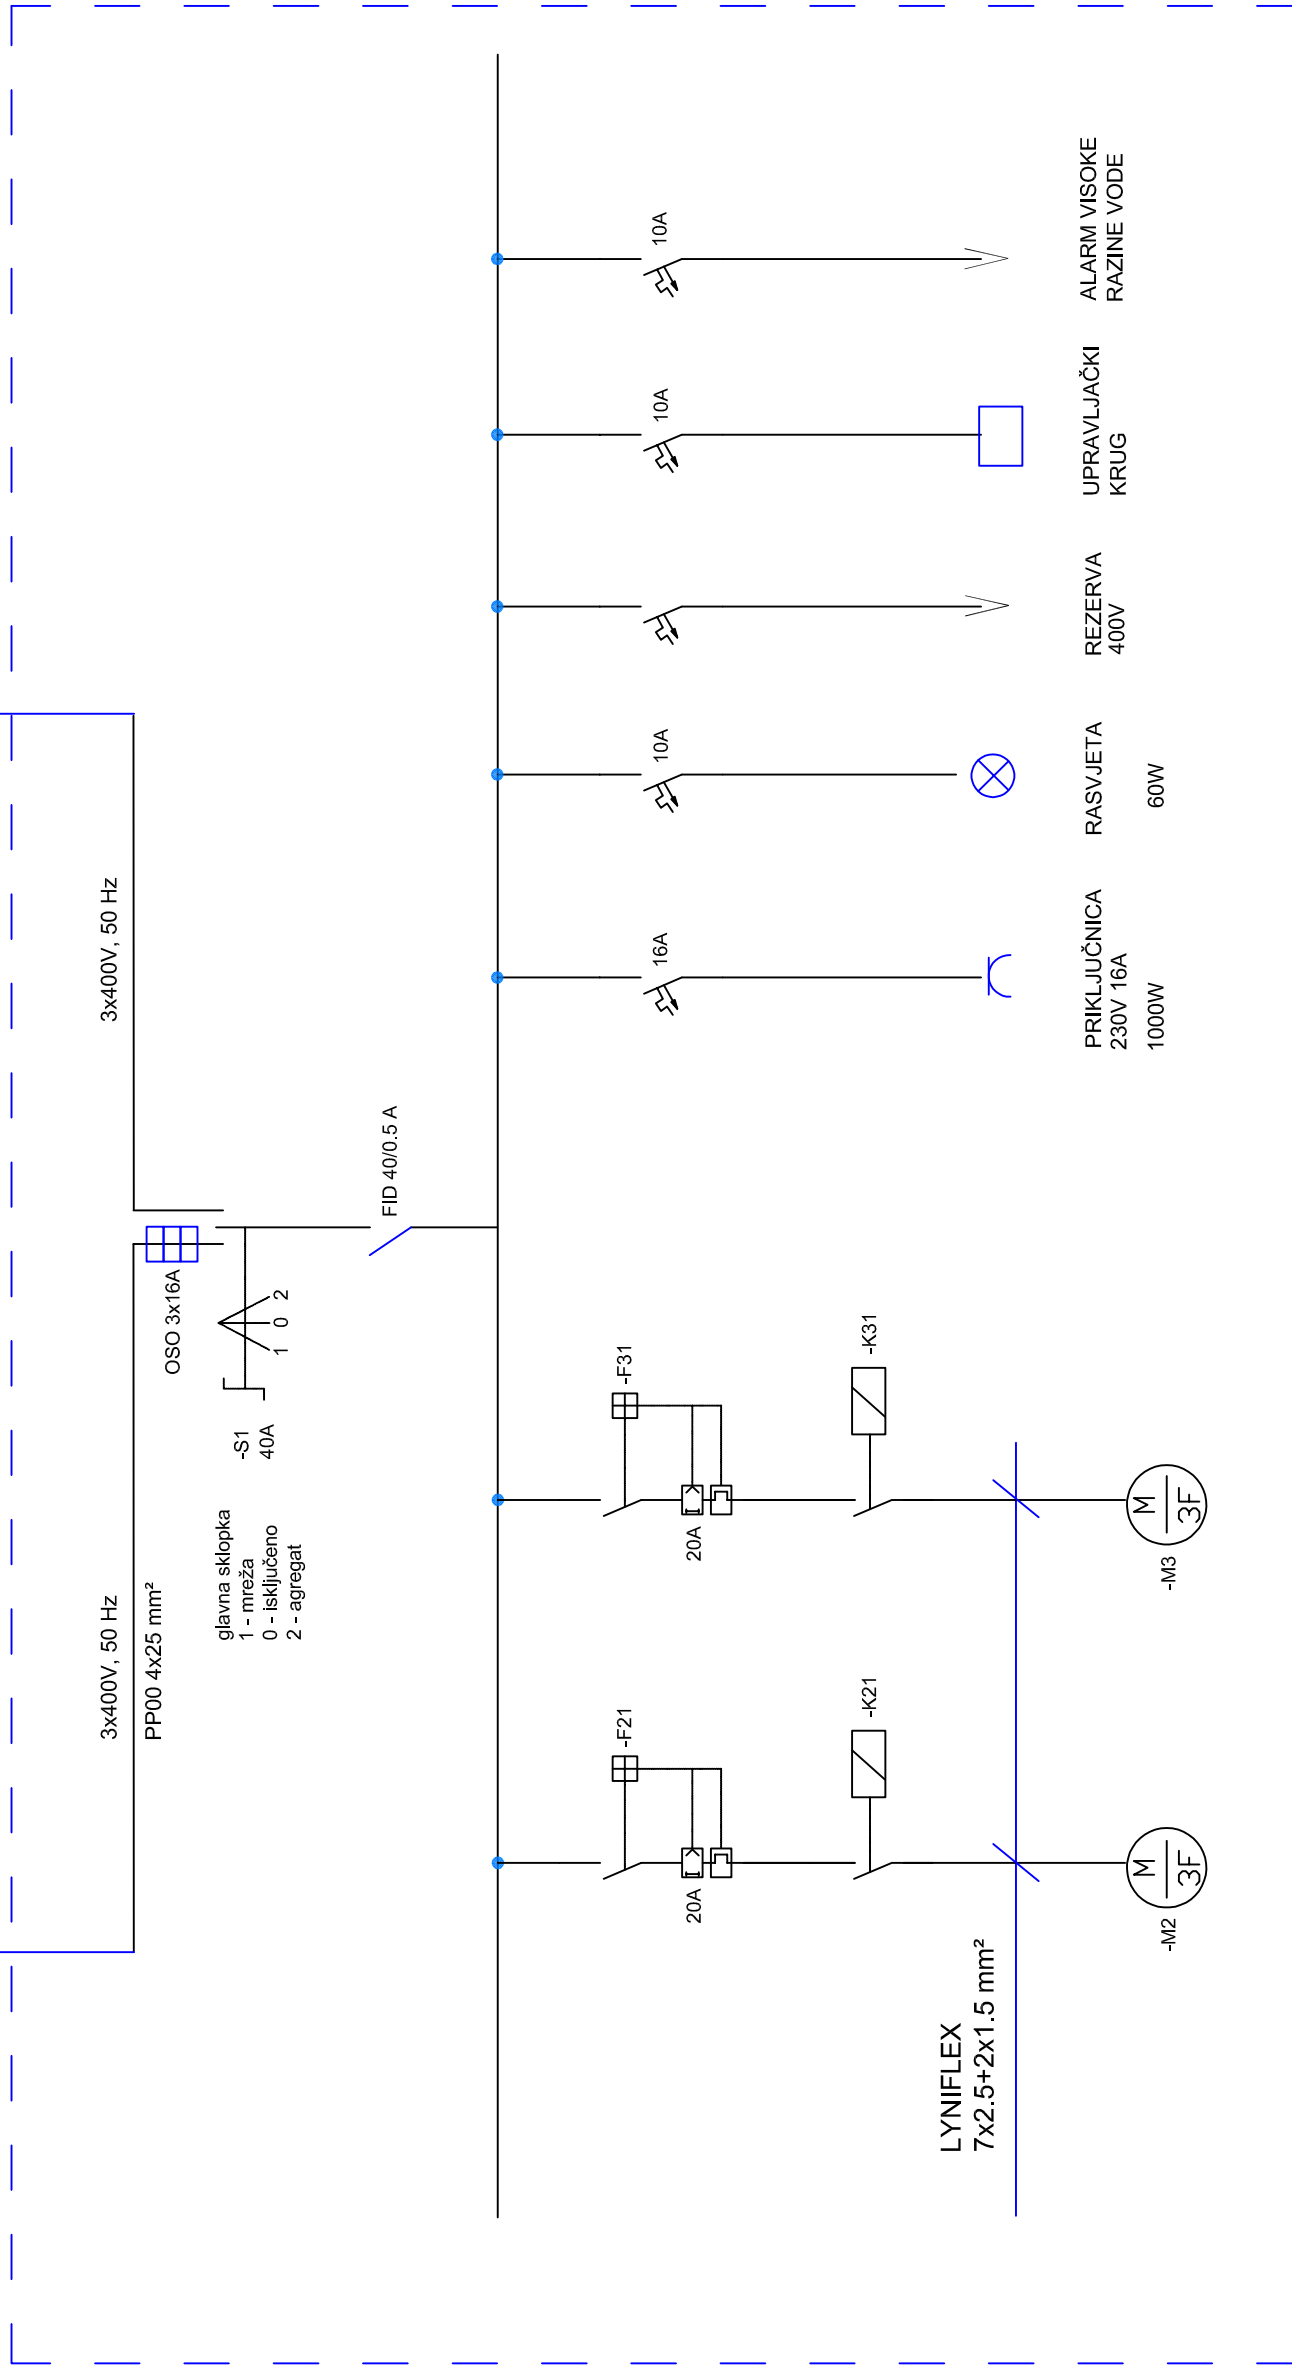 3x400V, 50 Hz
PP00 4x25 mm²
3x400V, 50 Hz
OSO 3x16A
1 0 2
-S1
40A
glavna sklopka
1 - mreža
0 - isključeno
2 - agregat
FID 40/0.5 A
-F21
20A
-K21
LYNIFLEX
7x2.5+2x1.5 mm²
M
3F
-M2
-F31
20A
-K31
M
3F
-M3
16A
PRIKLJUČNICA
230V 16A
1000W
10A
RASVJETA
60W
REZERVA
400V
10A
UPRAVLJAČKI
KRUG
10A
ALARM VISOKE
RAZINE VODE